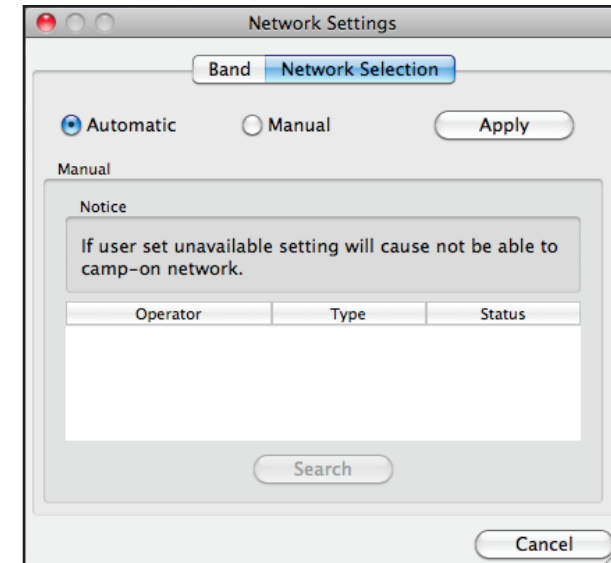 Network Settings
Band Network Selection
Automatic Manual Apply
Manual
Notice
If user set unavailable setting will cause not be able to
camp-on network.
Operator Type Status
Search
Cancel